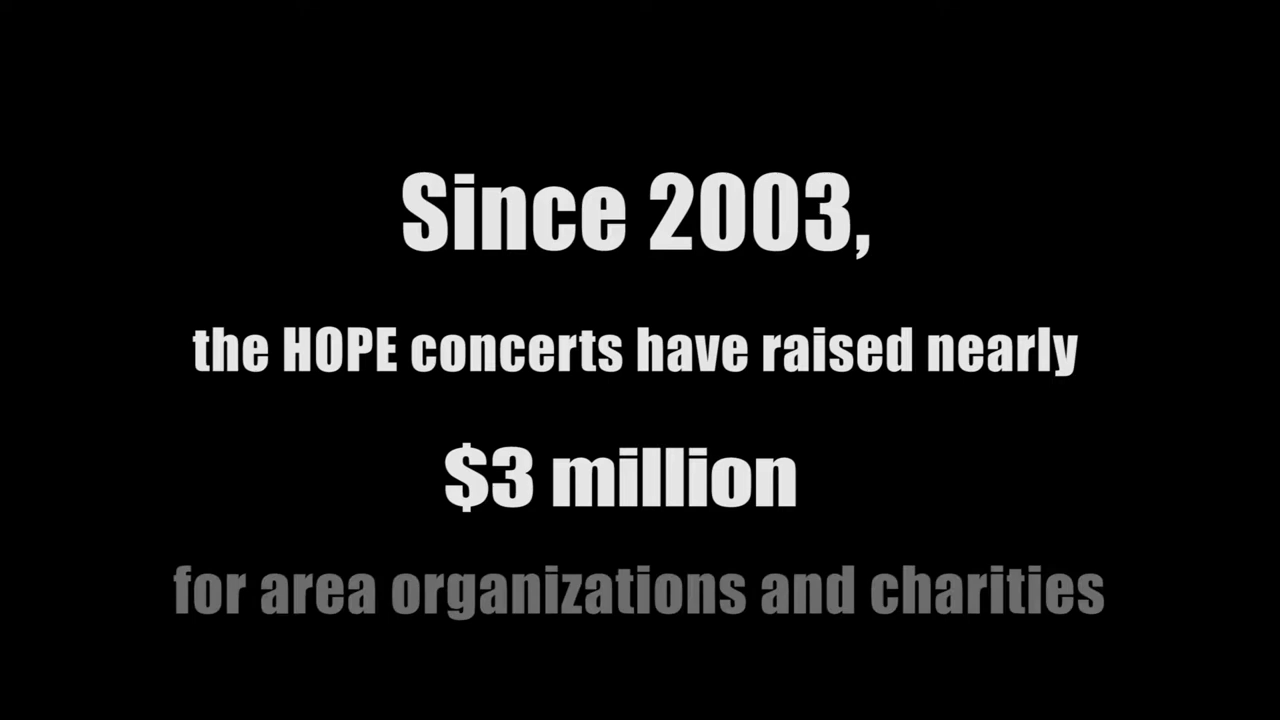 Since 2003,
the HOPE concerts have raised nearly
$3 million
for area organizations and charities